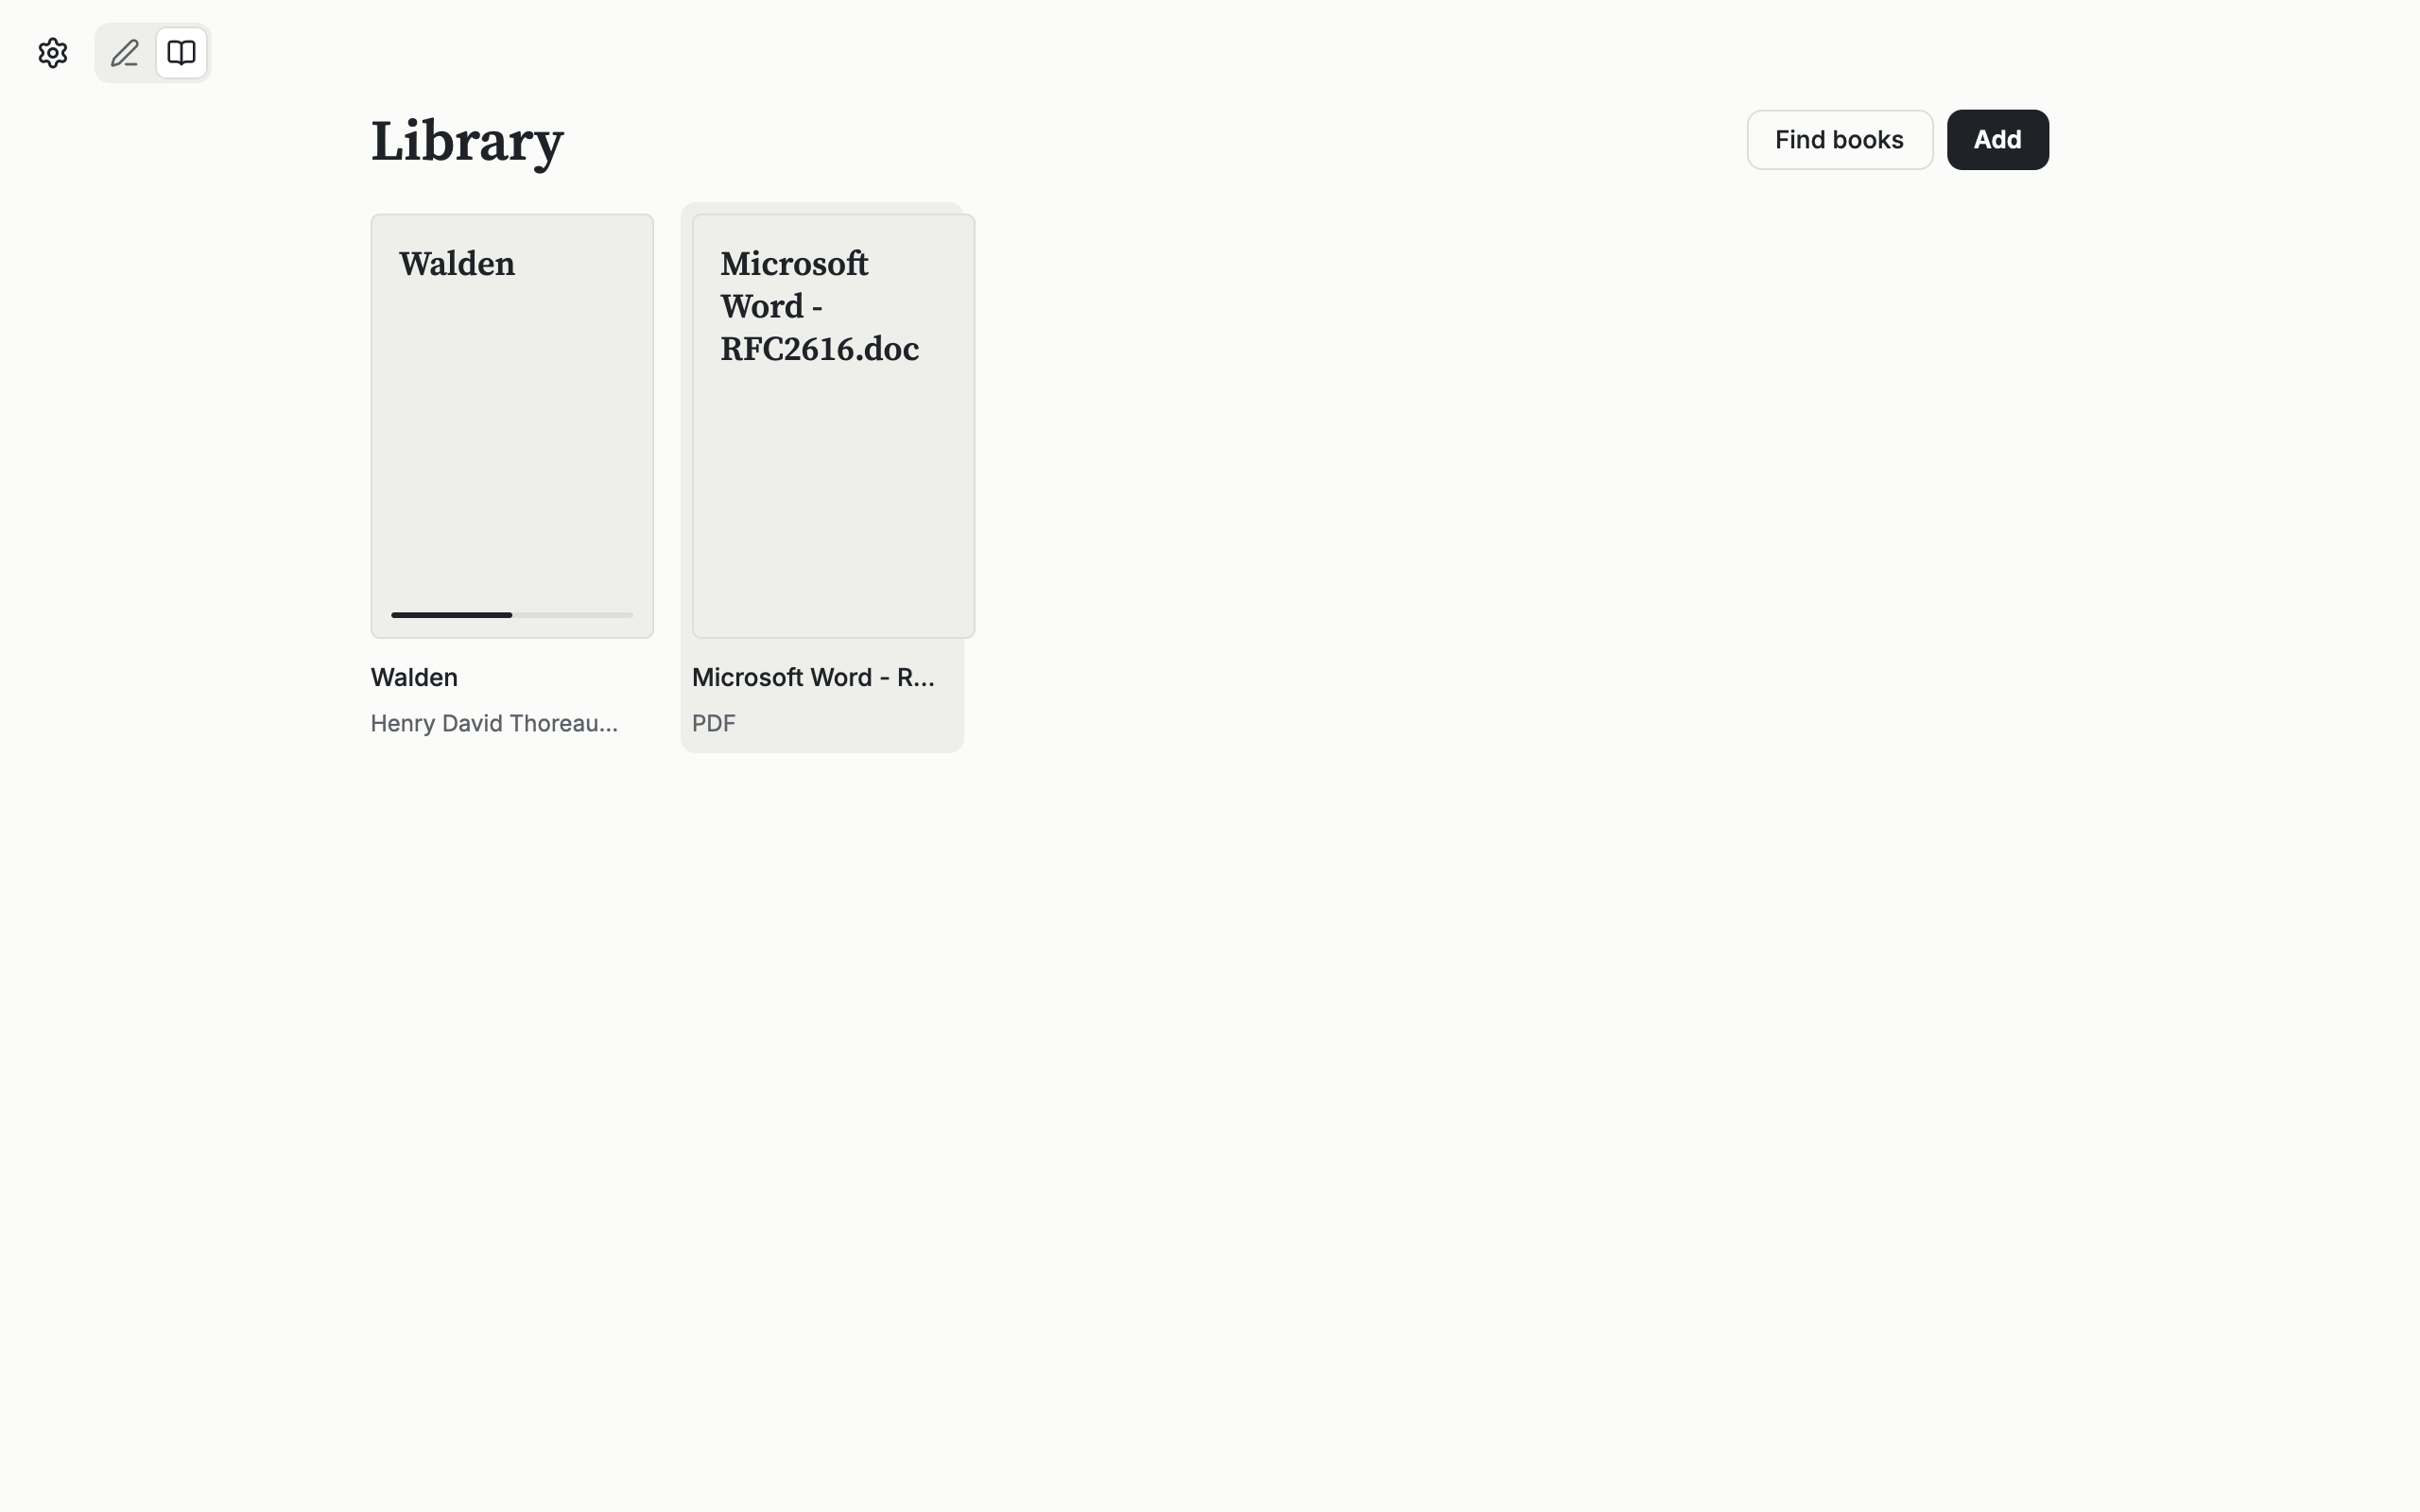 Library
Find books
Add
Walden
Microsoft
Word -
RFC2616.doc
Walden
Henry David Thoreau...
Microsoft Word - R...
PDF